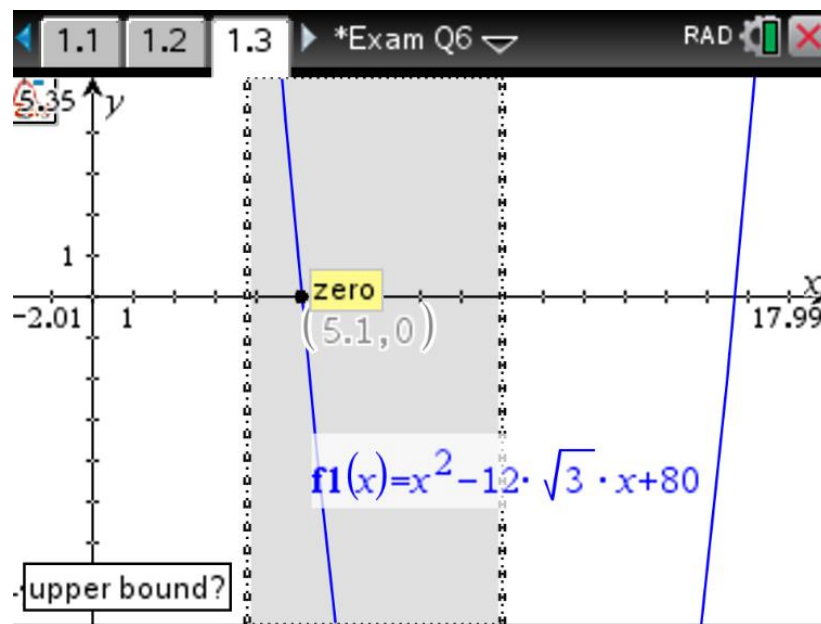 1.1 1.2 1.3 *Exam Q6 RAD
5.35 y
1
zero
x
-2.01 1 17.99
(5.1,0)
f1(x)=x²-12·√3·x+80
upper bound?